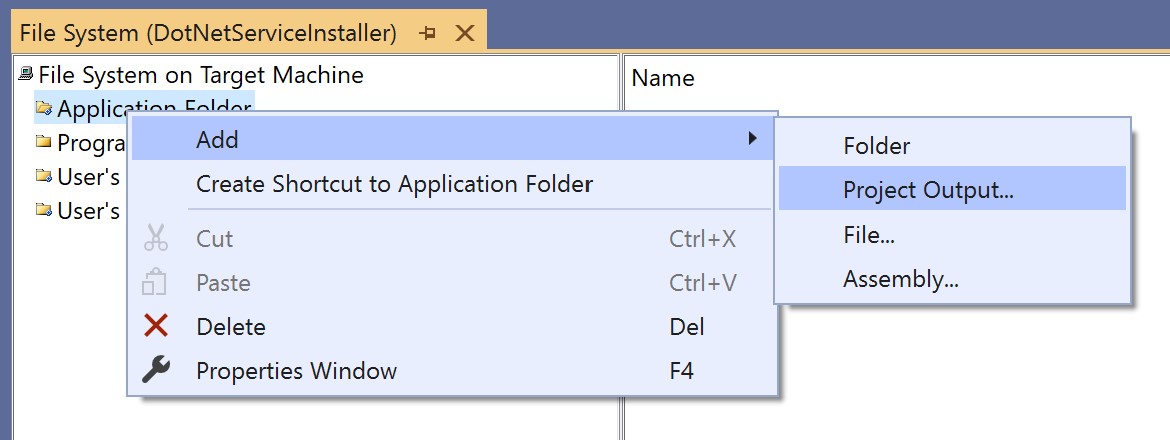 File System (DotNetServiceInstaller)
File System on Target Machine
Name
Application Folder
Progra
User's
User's
Add
Create Shortcut to Application Folder
Cut Ctrl+X
Paste Ctrl+V
Delete Del
Properties Window F4
Folder
Project Output...
File...
Assembly...